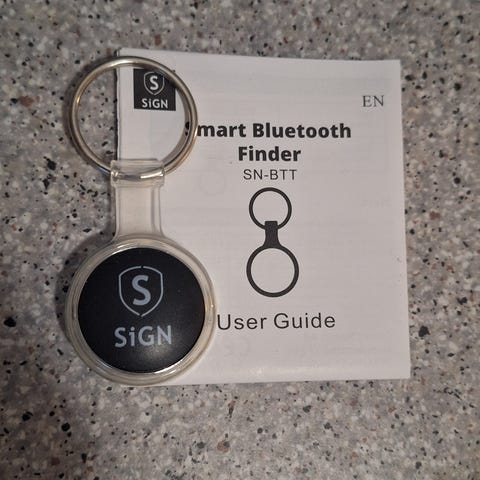 S
SiGN
EN
mart Bluetooth
Finder
SN-BTT
User Guide
S
SiGN